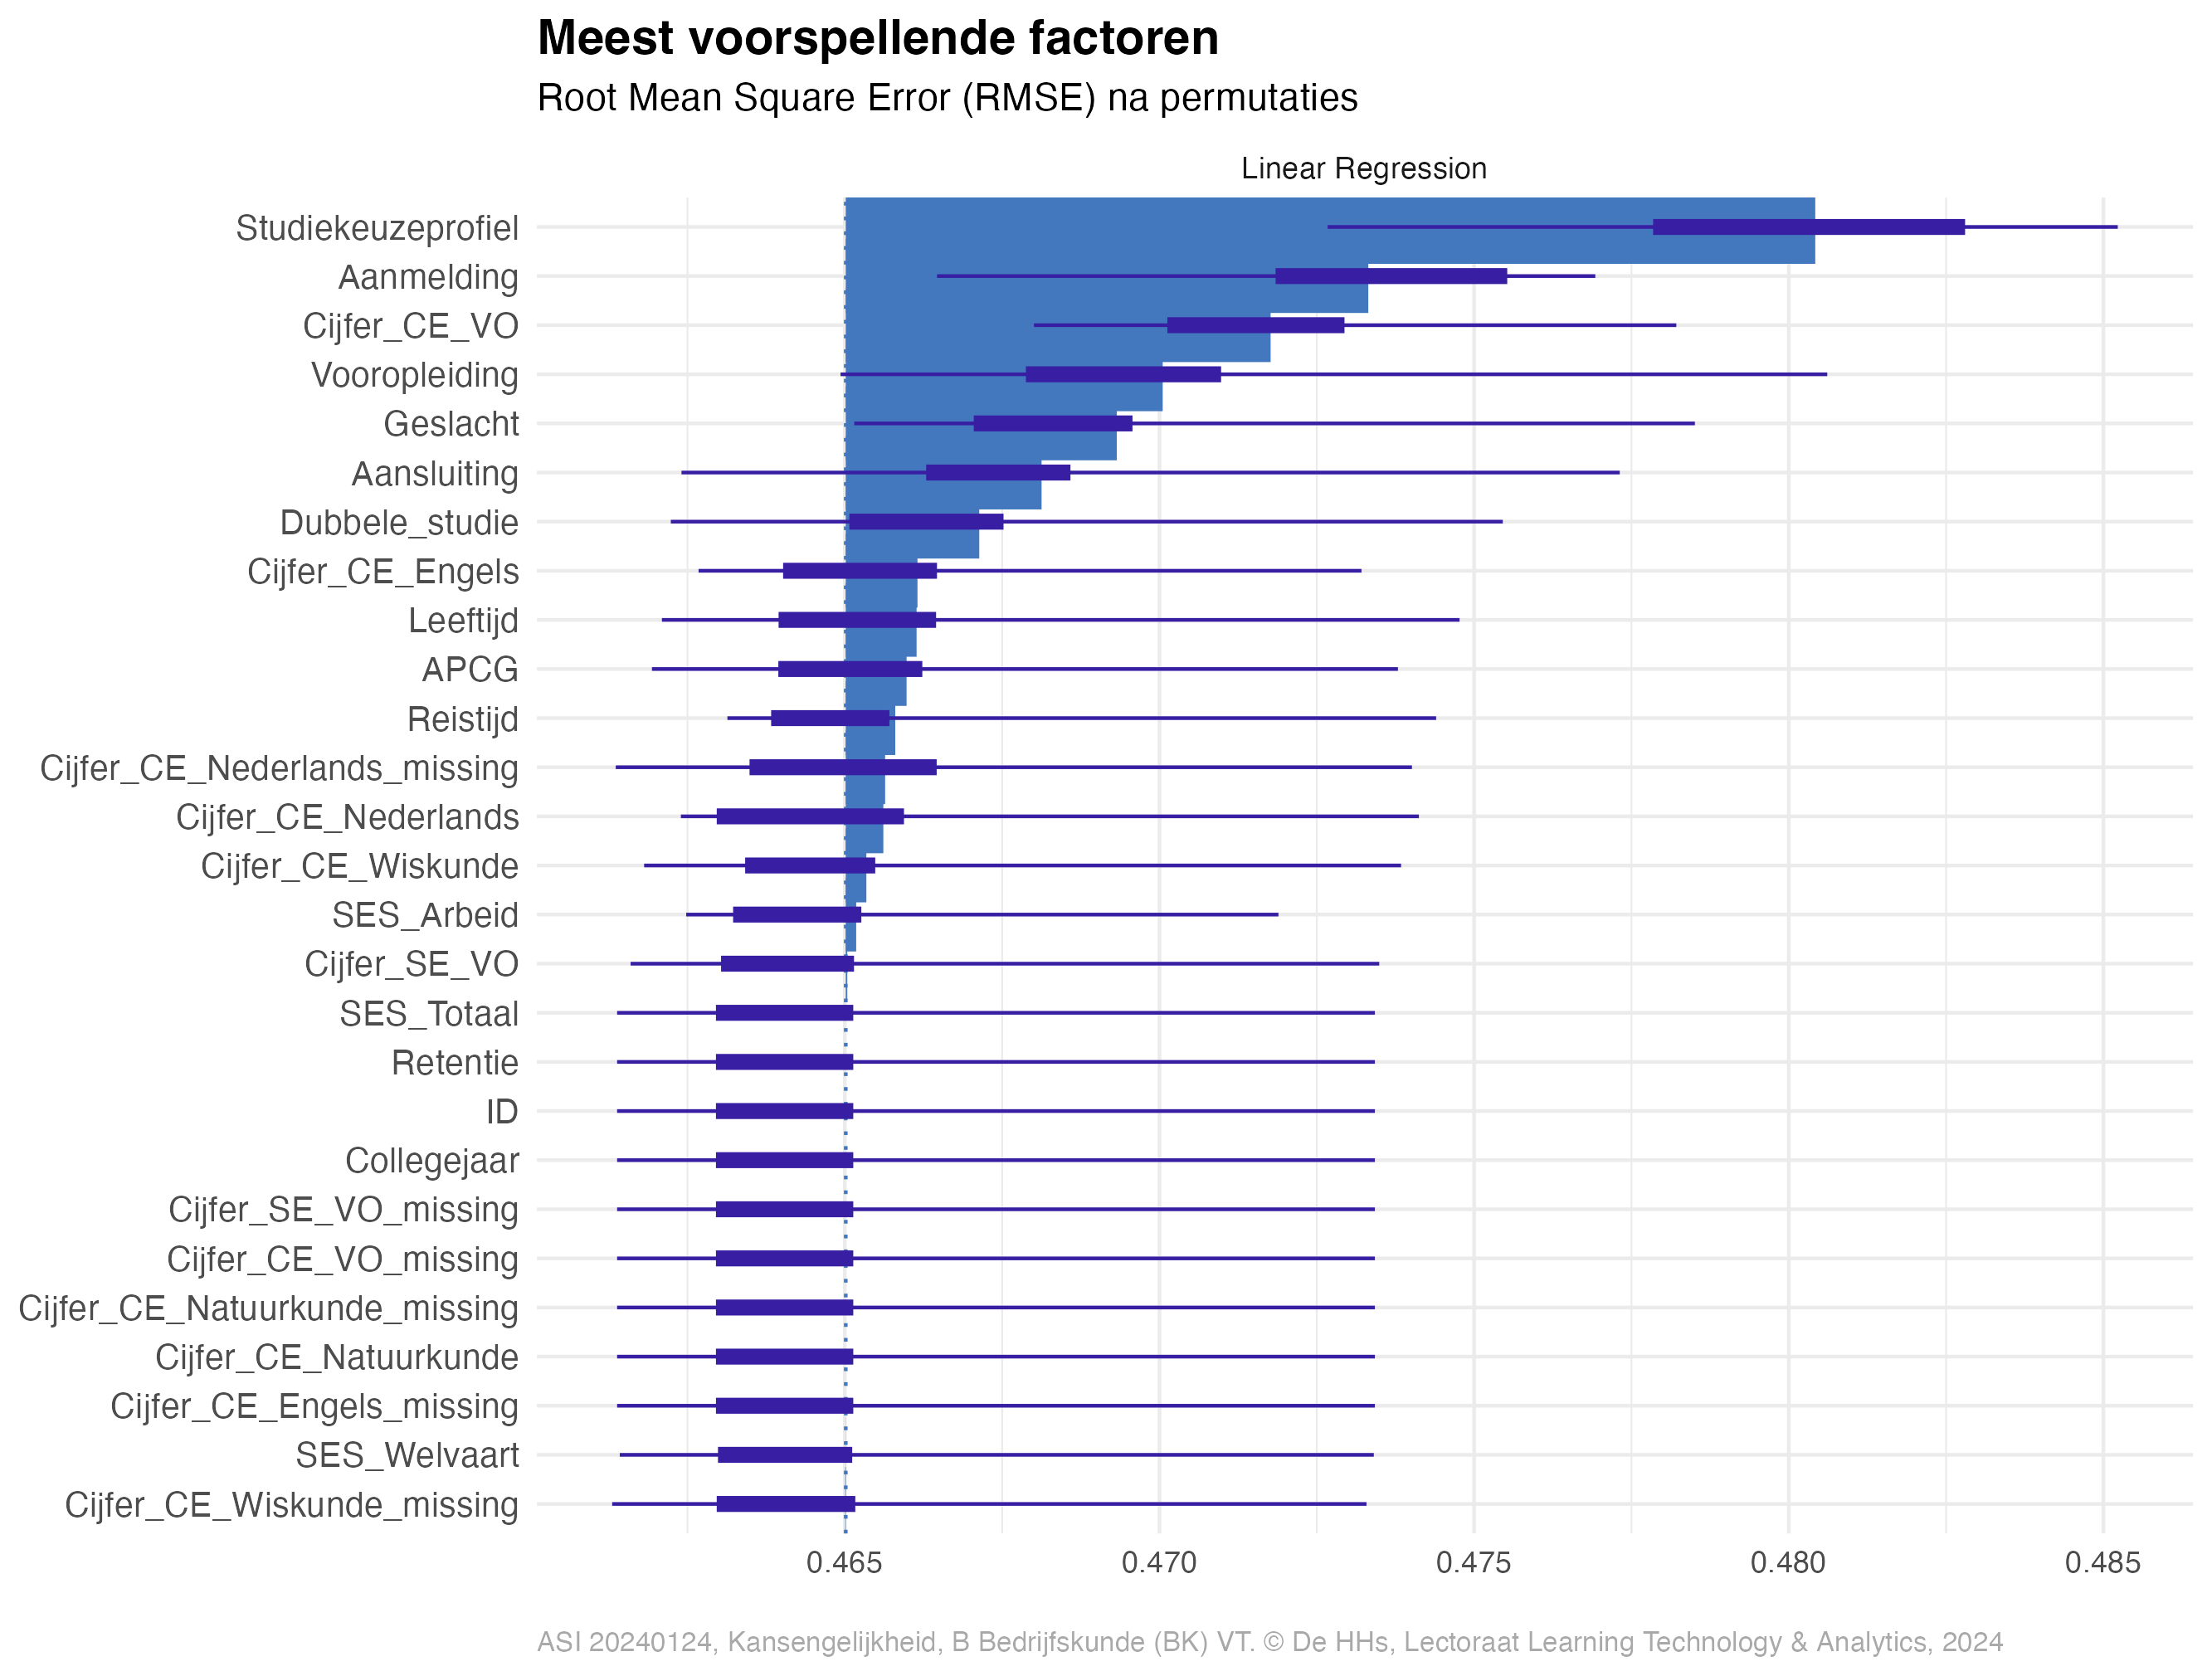 Meest voorspellende factoren
Root Mean Square Error (RMSE) na permutaties
Linear Regression
Studiekeuzeprofiel
Aanmelding
Cijfer_CE_VO
Vooropleiding
Geslacht
Aansluiting
Dubbele_studie
Cijfer_CE_Engels
Leeftijd
APCG
Reistijd
Cijfer_CE_Nederlands_missing
Cijfer_CE_Nederlands
Cijfer_CE_Wiskunde
SES_Arbeid
Cijfer_SE_VO
SES_Totaal
Retentie
ID
Collegejaar
Cijfer_SE_VO_missing
Cijfer_CE_VO_missing
Cijfer_CE_Natuurkunde_missing
Cijfer_CE_Natuurkunde
Cijfer_CE_Engels_missing
SES_Welvaart
Cijfer_CE_Wiskunde_missing
0.465 0.470 0.475 0.480 0.485
ASI 20240124, Kansengelijkheid, B Bedrijfskunde (BK) VT. © De HHs, Lectoraat Learning Technology & Analytics, 2024